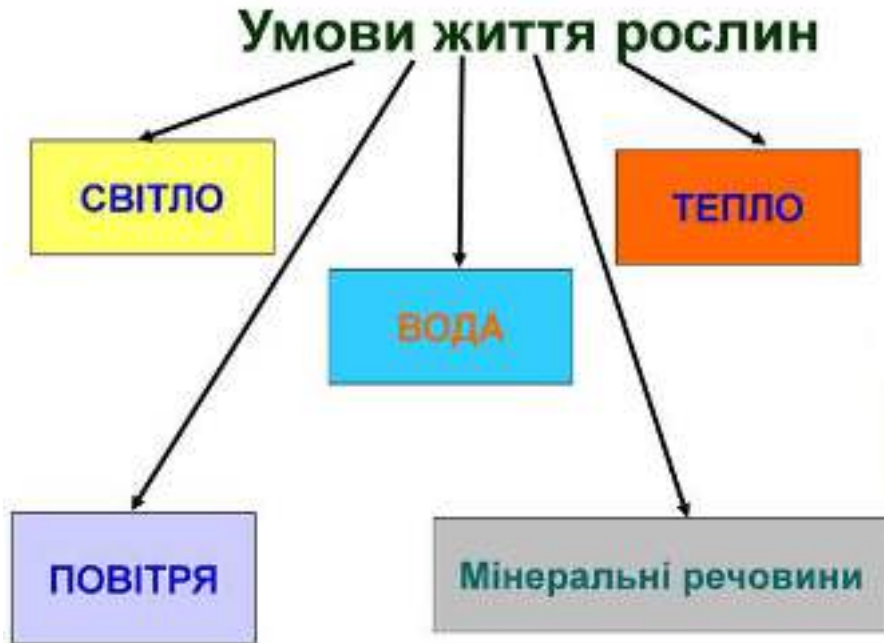 Умови життя рослин
СВІТЛО
ТЕПЛО
ВОДА
ПОВІТРЯ
Мінеральні речовини